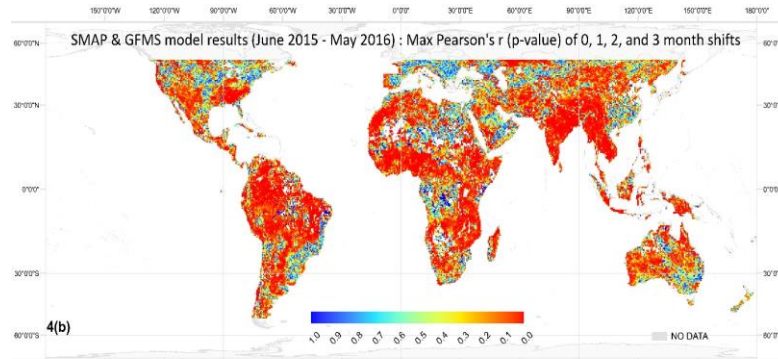 150°0'0"W 120°0'0"W 90°0'0"W 60°0'0"W 30°0'0"W 0°0'0" 30°0'0"E 60°0'0"E 90°0'0"E 120°0'0"E 150°0'0"E 180°0'0"
SMAP & GFMS model results (June 2015 - May 2016) : Max Pearson's r (p-value) of 0, 1, 2, and 3 month shifts
60°0'0"N 60°0'0"N
30°0'0"N 30°0'0"N
0°0'0" 0°0'0"
30°0'0"S 30°0'0"S
4(b)
1.0 0.9 0.8 0.7 0.6 0.5 0.4 0.3 0.2 0.1 0.0
NO DATA
60°0'0"S 60°0'0"S